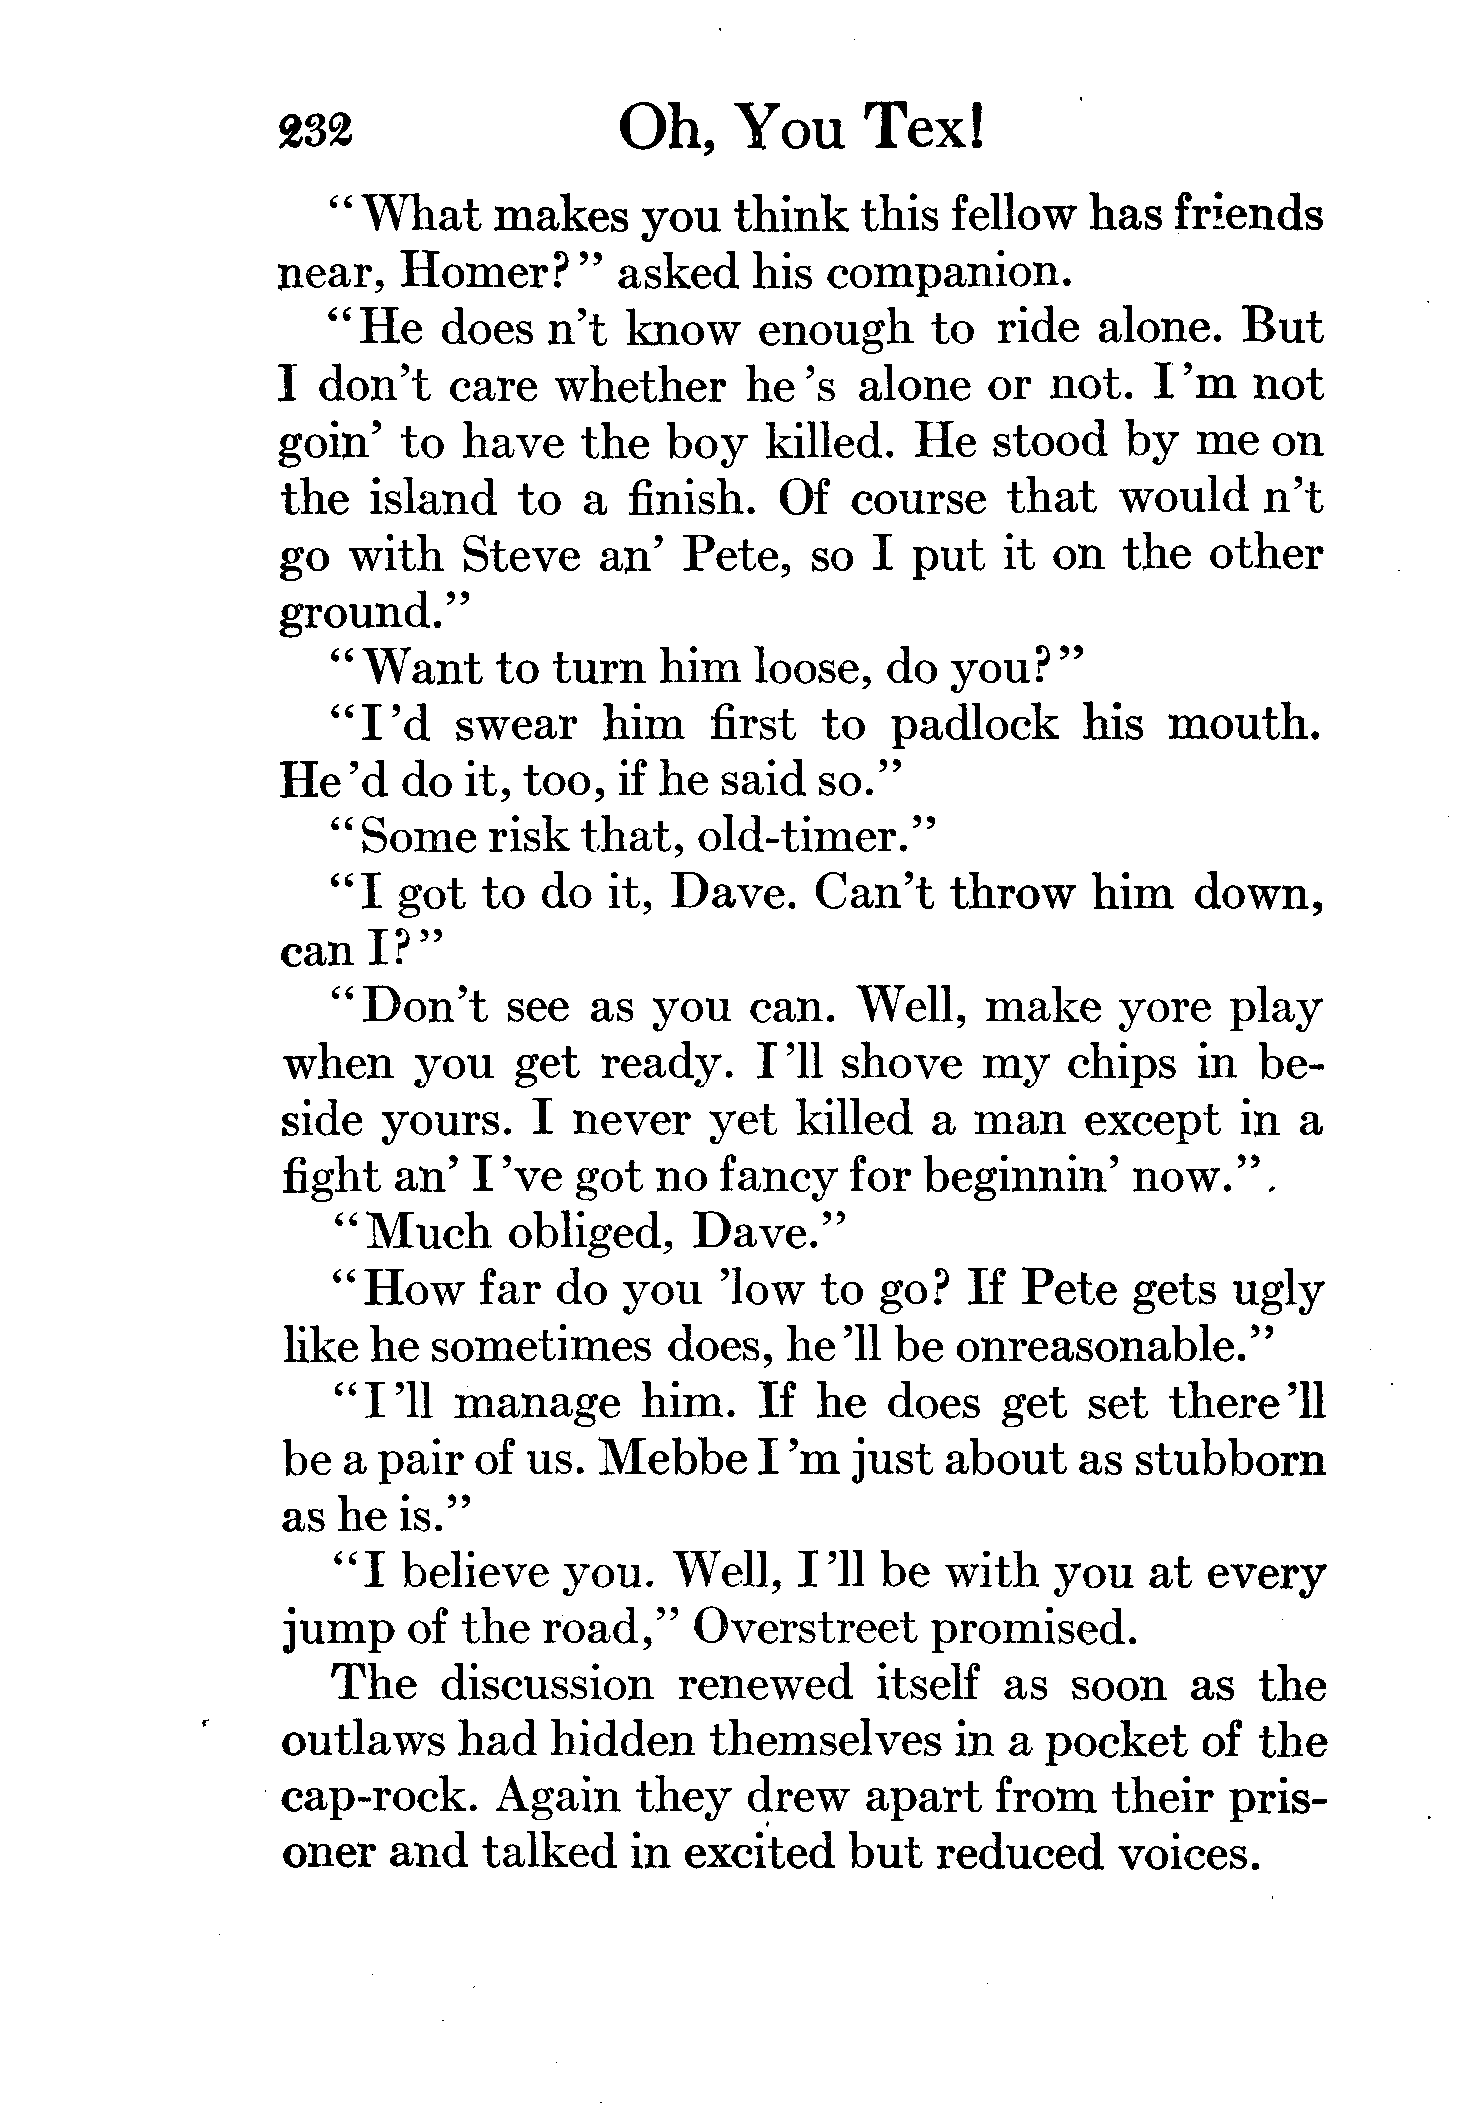 232 Oh, You Tex!
“What makes you think this fellow has friends
near, Homer?” asked his companion.
“He does n’t know enough to ride alone. But
I don’t care whether he’s alone or not. I’m not
goin’ to have the boy killed. He stood by me on
the island to a finish. Of course that would n’t
go with Steve an’ Pete, so I put it on the other
ground.”
“Want to turn him loose, do you?”
“I’d swear him first to padlock his mouth.
He’d do it, too, if he said so.”
“Some risk that, old-timer.”
“I got to do it, Dave. Can’t throw him down,
can I?”
“Don’t see as you can. Well, make yore play
when you get ready. I’ll shove my chips in be-
side yours. I never yet killed a man except in a
fight an’ I’ve got no fancy for beginnin’ now.”
“Much obliged, Dave.”
“How far do you ’low to go? If Pete gets ugly
like he sometimes does, he’ll be onreasonable.”
“I’ll manage him. If he does get set there’ll
be a pair of us. Mebbe I’m just about as stubborn
as he is.”
“I believe you. Well, I’ll be with you at every
jump of the road,” Overstreet promised.
The discussion renewed itself as soon as the
outlaws had hidden themselves in a pocket of the
cap-rock. Again they drew apart from their pris-
oner and talked in excited but reduced voices.